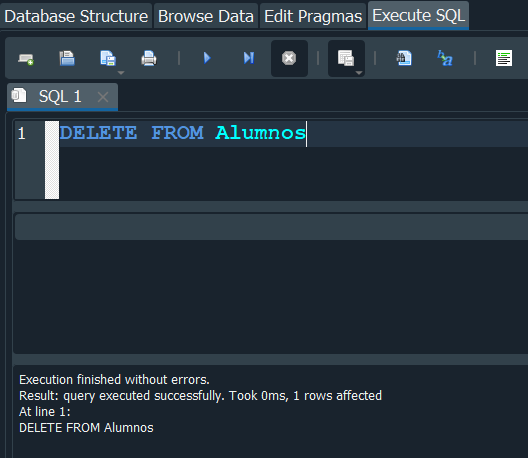 Database Structure Browse Data Edit Pragmas Execute SQL
SQL 1
1 DELETE FROM Alumnos
Execution finished without errors.
Result: query executed successfully. Took 0ms, 1 rows affected
At line 1:
DELETE FROM Alumnos